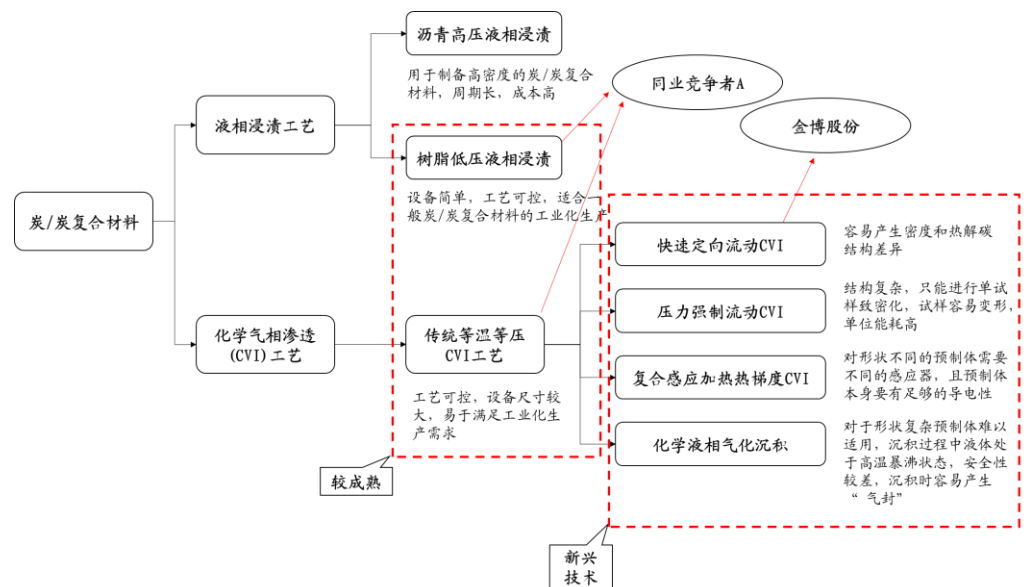 沥青高压液相浸渍
用于制备高密度的炭/炭复合
材料，周期长，成本高
同业竞争者A
金博股份
液相浸渍工艺
树脂低压液相浸渍
设备简单，工艺可控，适合一
般炭/炭复合材料的工业化生产
炭/炭复合材料
快速定向流动CVI
容易产生密度和热解碳
结构差异
压力强制流动CVI
结构复杂，只能进行单试
样致密化，试样容易变形，
单位能耗高
化学气相渗透
(CVI)工艺
传统等温等压
CVI工艺
工艺可控，设备尺寸较
大，易于满足工业化生
产需求
复合感应加热热梯度CVI
对形状不同的预制体需要
不同的感应器，且预制体
本身要有足够的导电性
化学液相气化沉积
对于形状复杂预制体难以
适用，沉积过程中液体处
于高温暴沸状态，安全性
较差，沉积时容易产生
“气封”
较成熟
新兴
技术